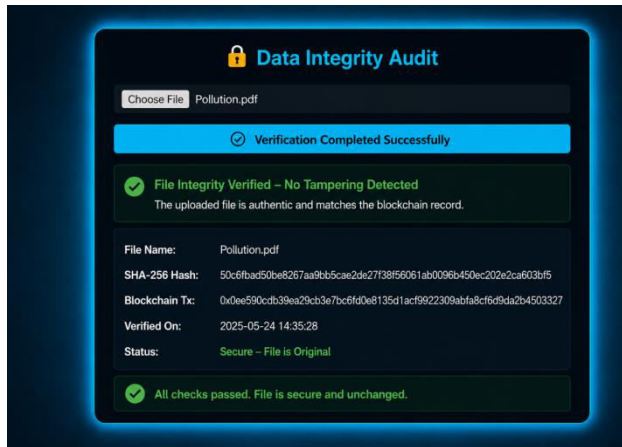 Data Integrity Audit
Choose File Pollution.pdf
Verification Completed Successfully
File Integrity Verified – No Tampering Detected
The uploaded file is authentic and matches the blockchain record.
File Name: Pollution.pdf
SHA-256 Hash: 50c6fbad50be8267aa9bb5cae2de27f38f56061ab0096b450ec202e2ca603bf5
Blockchain Tx: 0x0ee590cdb39ea29cb3e7bc6fd0e8135d1acf9922309abfa8cf6d9da2b4503327
Verified On: 2025-05-24 14:35:28
Status: Secure – File is Original
All checks passed. File is secure and unchanged.